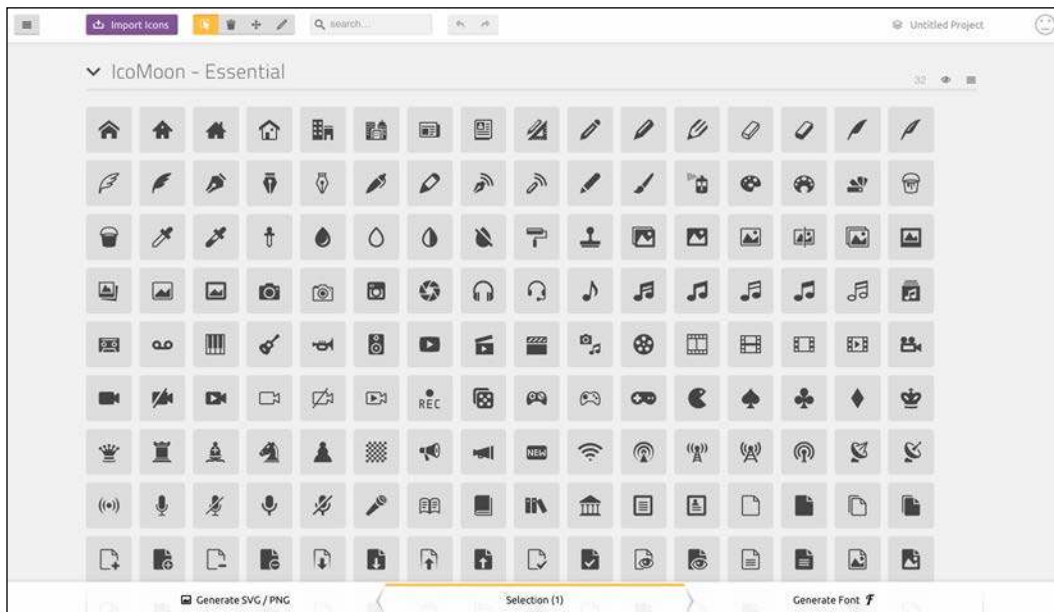 Import Icons
search...
Untitled Project
IcoMoon - Essential
32
REC
NEW
Generate SVG / PNG
Selection (1)
Generate Font